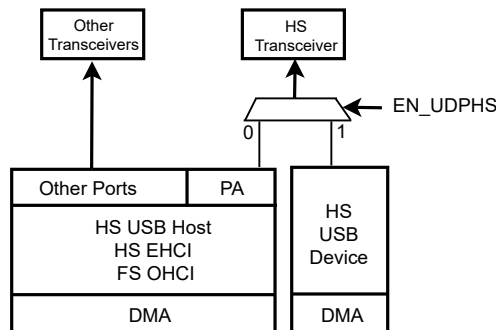 Other
Transceivers
HS
Transceiver
EN_UDPHS
0
1
Other Ports
PA
HS USB Host
HS EHCI
FS OHCI
DMA
HS
USB
Device
DMA